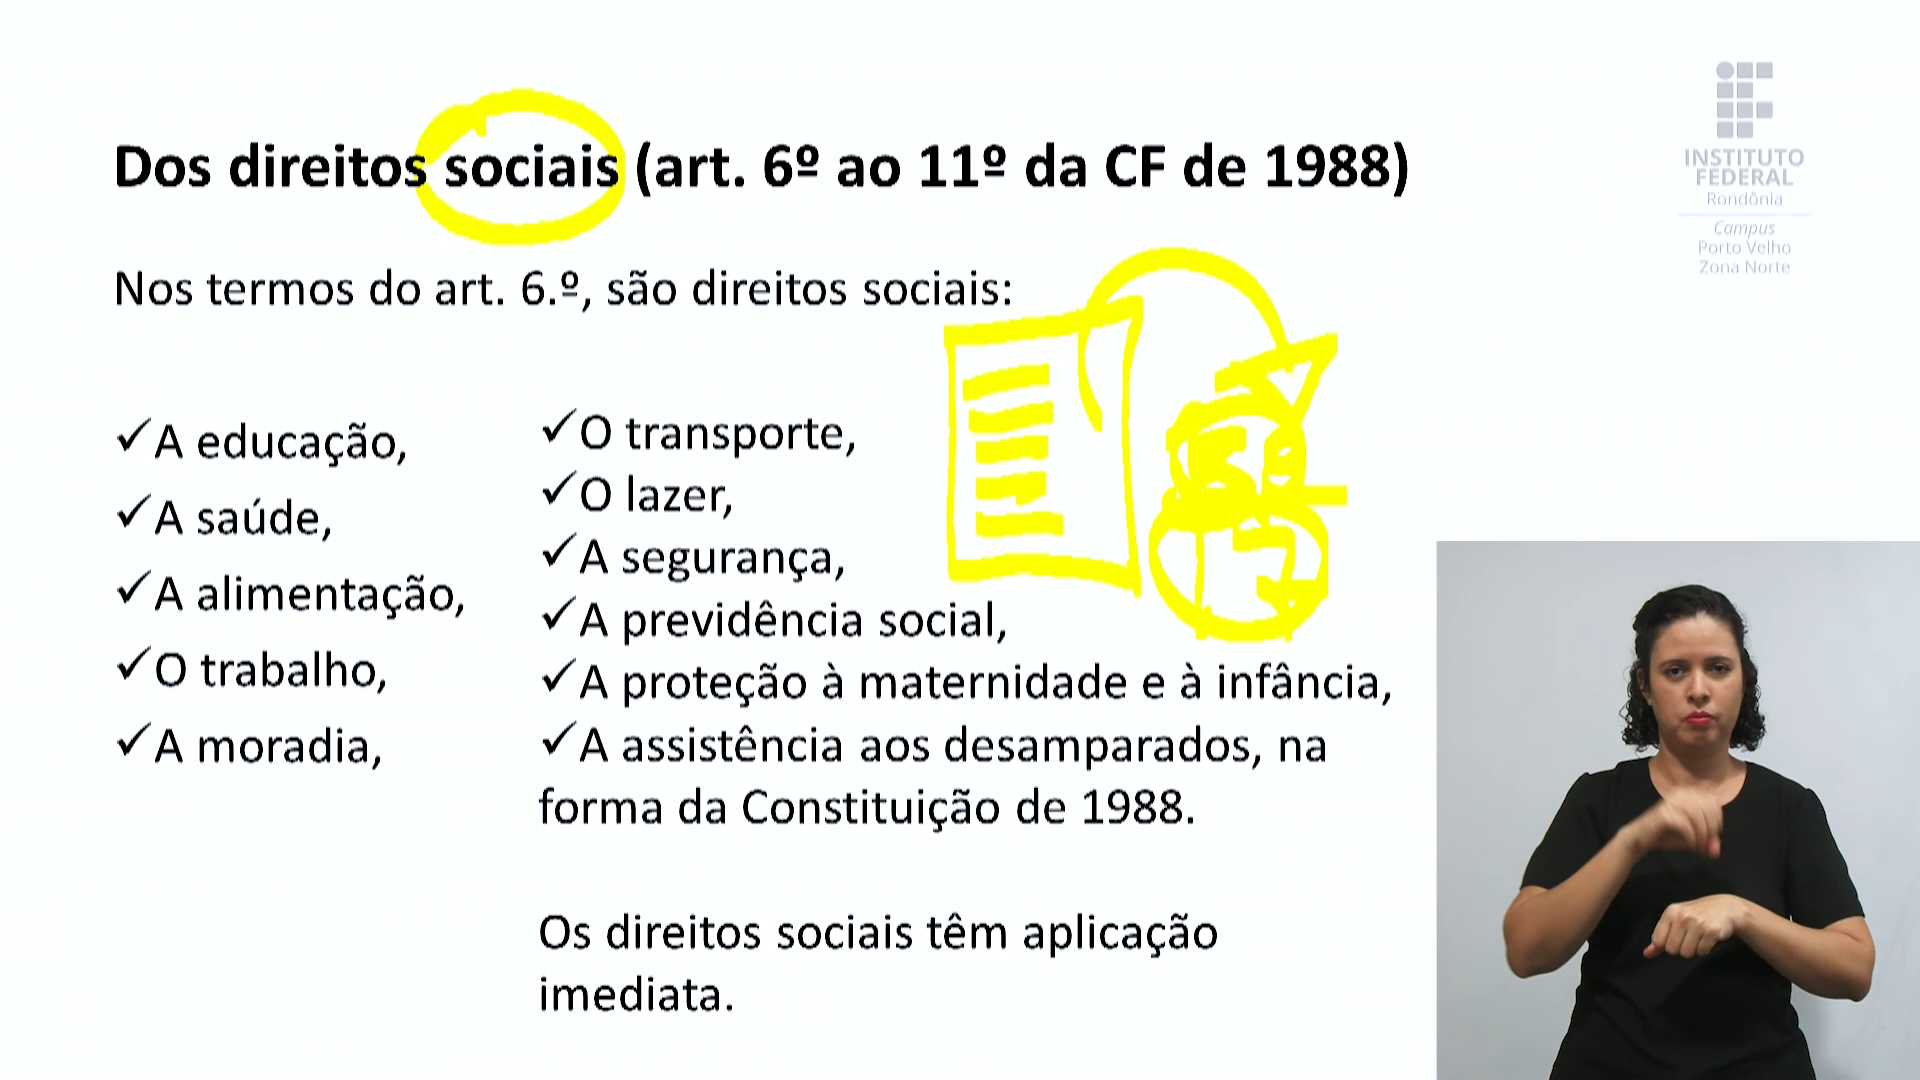 Dos direitos sociais (art. 6º ao 11º da CF de 1988)
Nos termos do art. 6.º, são direitos sociais:
✓A educação,
✓A saúde,
✓A alimentação,
✓O trabalho,
✓A moradia,
✓O transporte,
✓O lazer,
✓A segurança,
✓A previdência social,
✓A proteção à maternidade e à infância,
✓A assistência aos desamparados, na
forma da Constituição de 1988.
Os direitos sociais têm aplicação
imediata.
INSTITUTO
FEDERAL
Rondônia
Campus
Porto Velho
Zona Norte